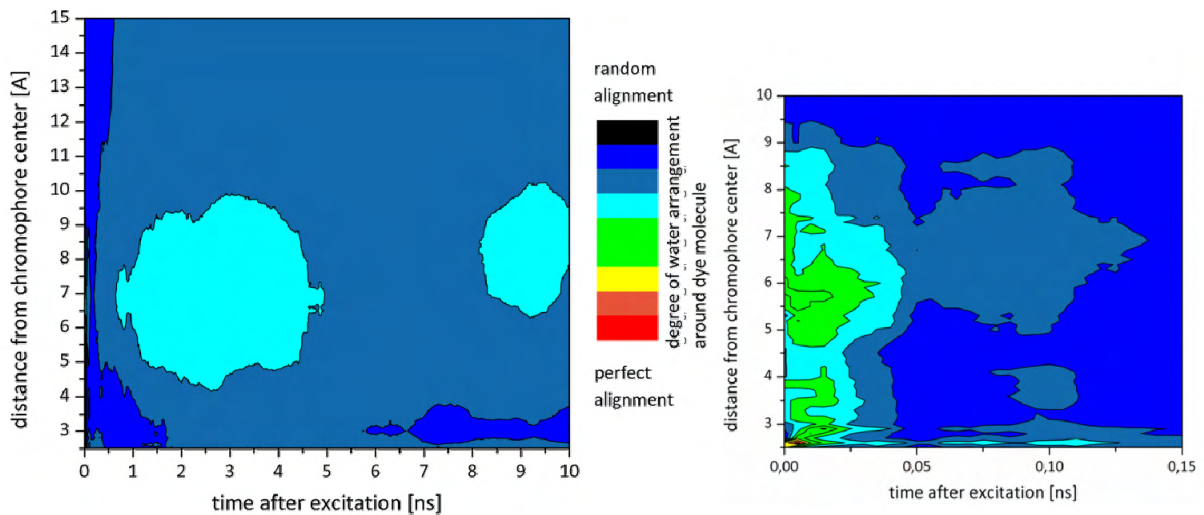 15
14
13
12
11
10
9
8
7
6
5
4
3
distance from chromophore center [A]
0 1 2 3 4 5 6 7 8 9 10
time after excitation [ns]
random
alignment
degree of water arrangement
around dye molecule
perfect
alignment
10
9
8
7
6
5
4
3
distance from chromophore center [A]
0,00 0,05 0,10 0,15
time after excitation [ns]